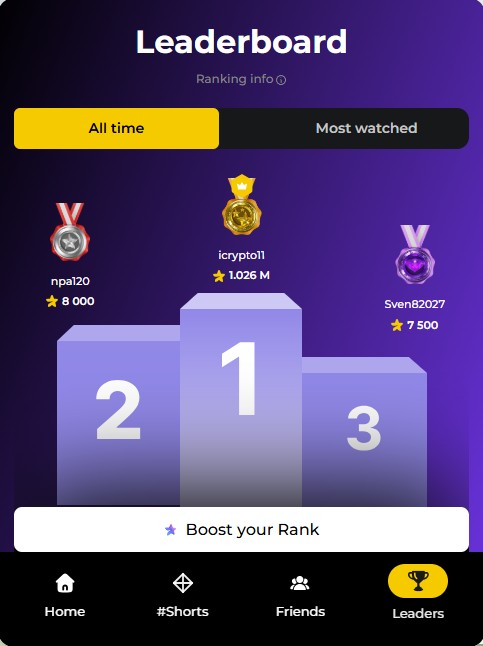 Leaderboard
Ranking info
All time
Most watched
icrypto11
1.026 M
npa120
8 000
Sven82027
7 500
1
2
3
Boost your Rank
Home
#Shorts
Friends
Leaders